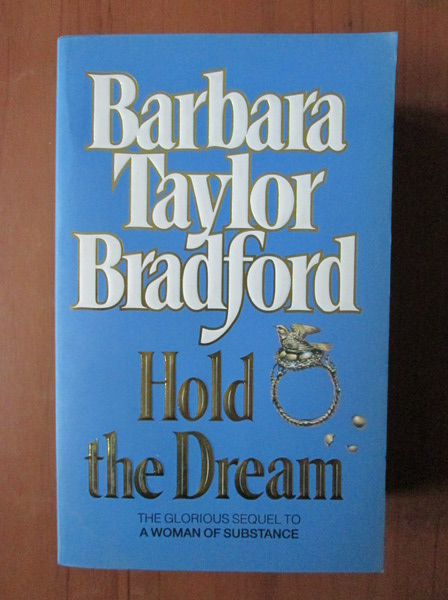 Barbara
Taylor
Bradford
Hold
the Dream
THE GLORIOUS SEQUEL TO
A WOMAN OF SUBSTANCE